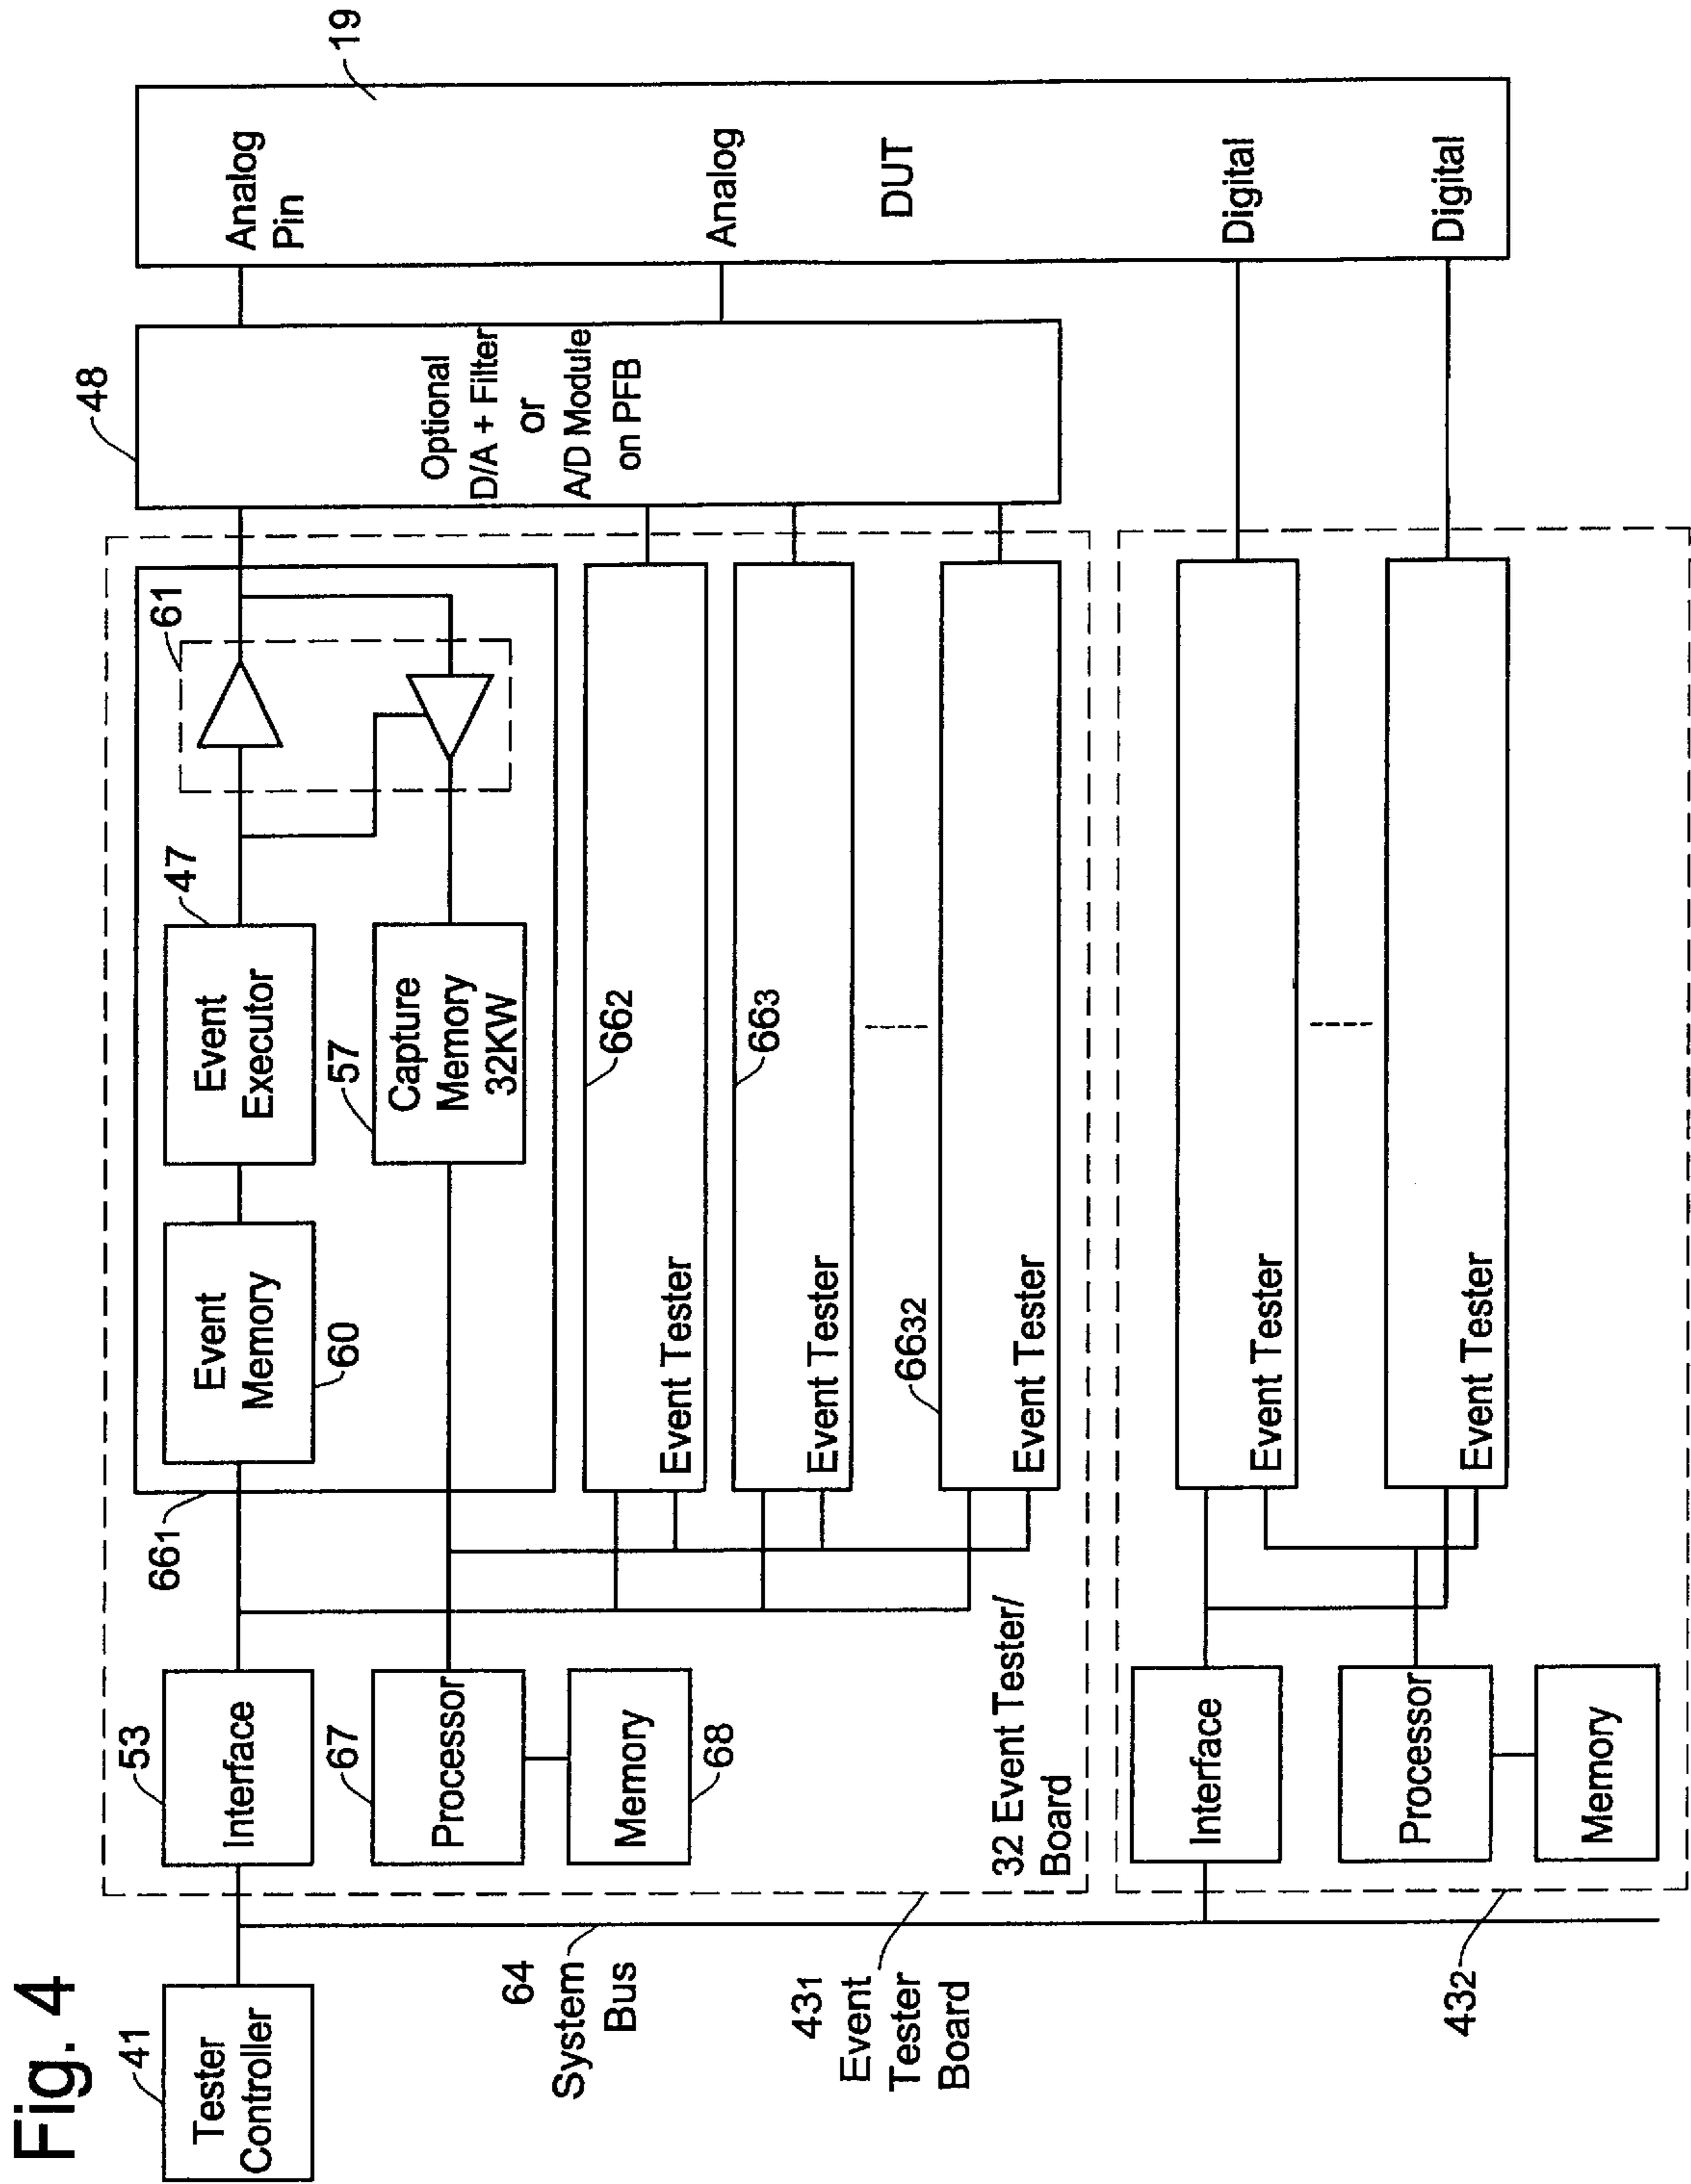 Fig. 4
41
Tester
Controller
64
System
Bus
431
Event
Tester
Board
432
53
Interface
67
Processor
Memory
68
32 Event Tester/
Board
661
Event
Memory
60
47
Event
Executor
57
Capture
Memory
32KW
61
662
Event Tester
663
Event Tester
6632
Event Tester
48
Optional
D/A + Filter
or
A/D Module
on PFB
19
Analog
Pin
Analog
DUT
Digital
Digital
Interface
Processor
Memory
Event Tester
Event Tester